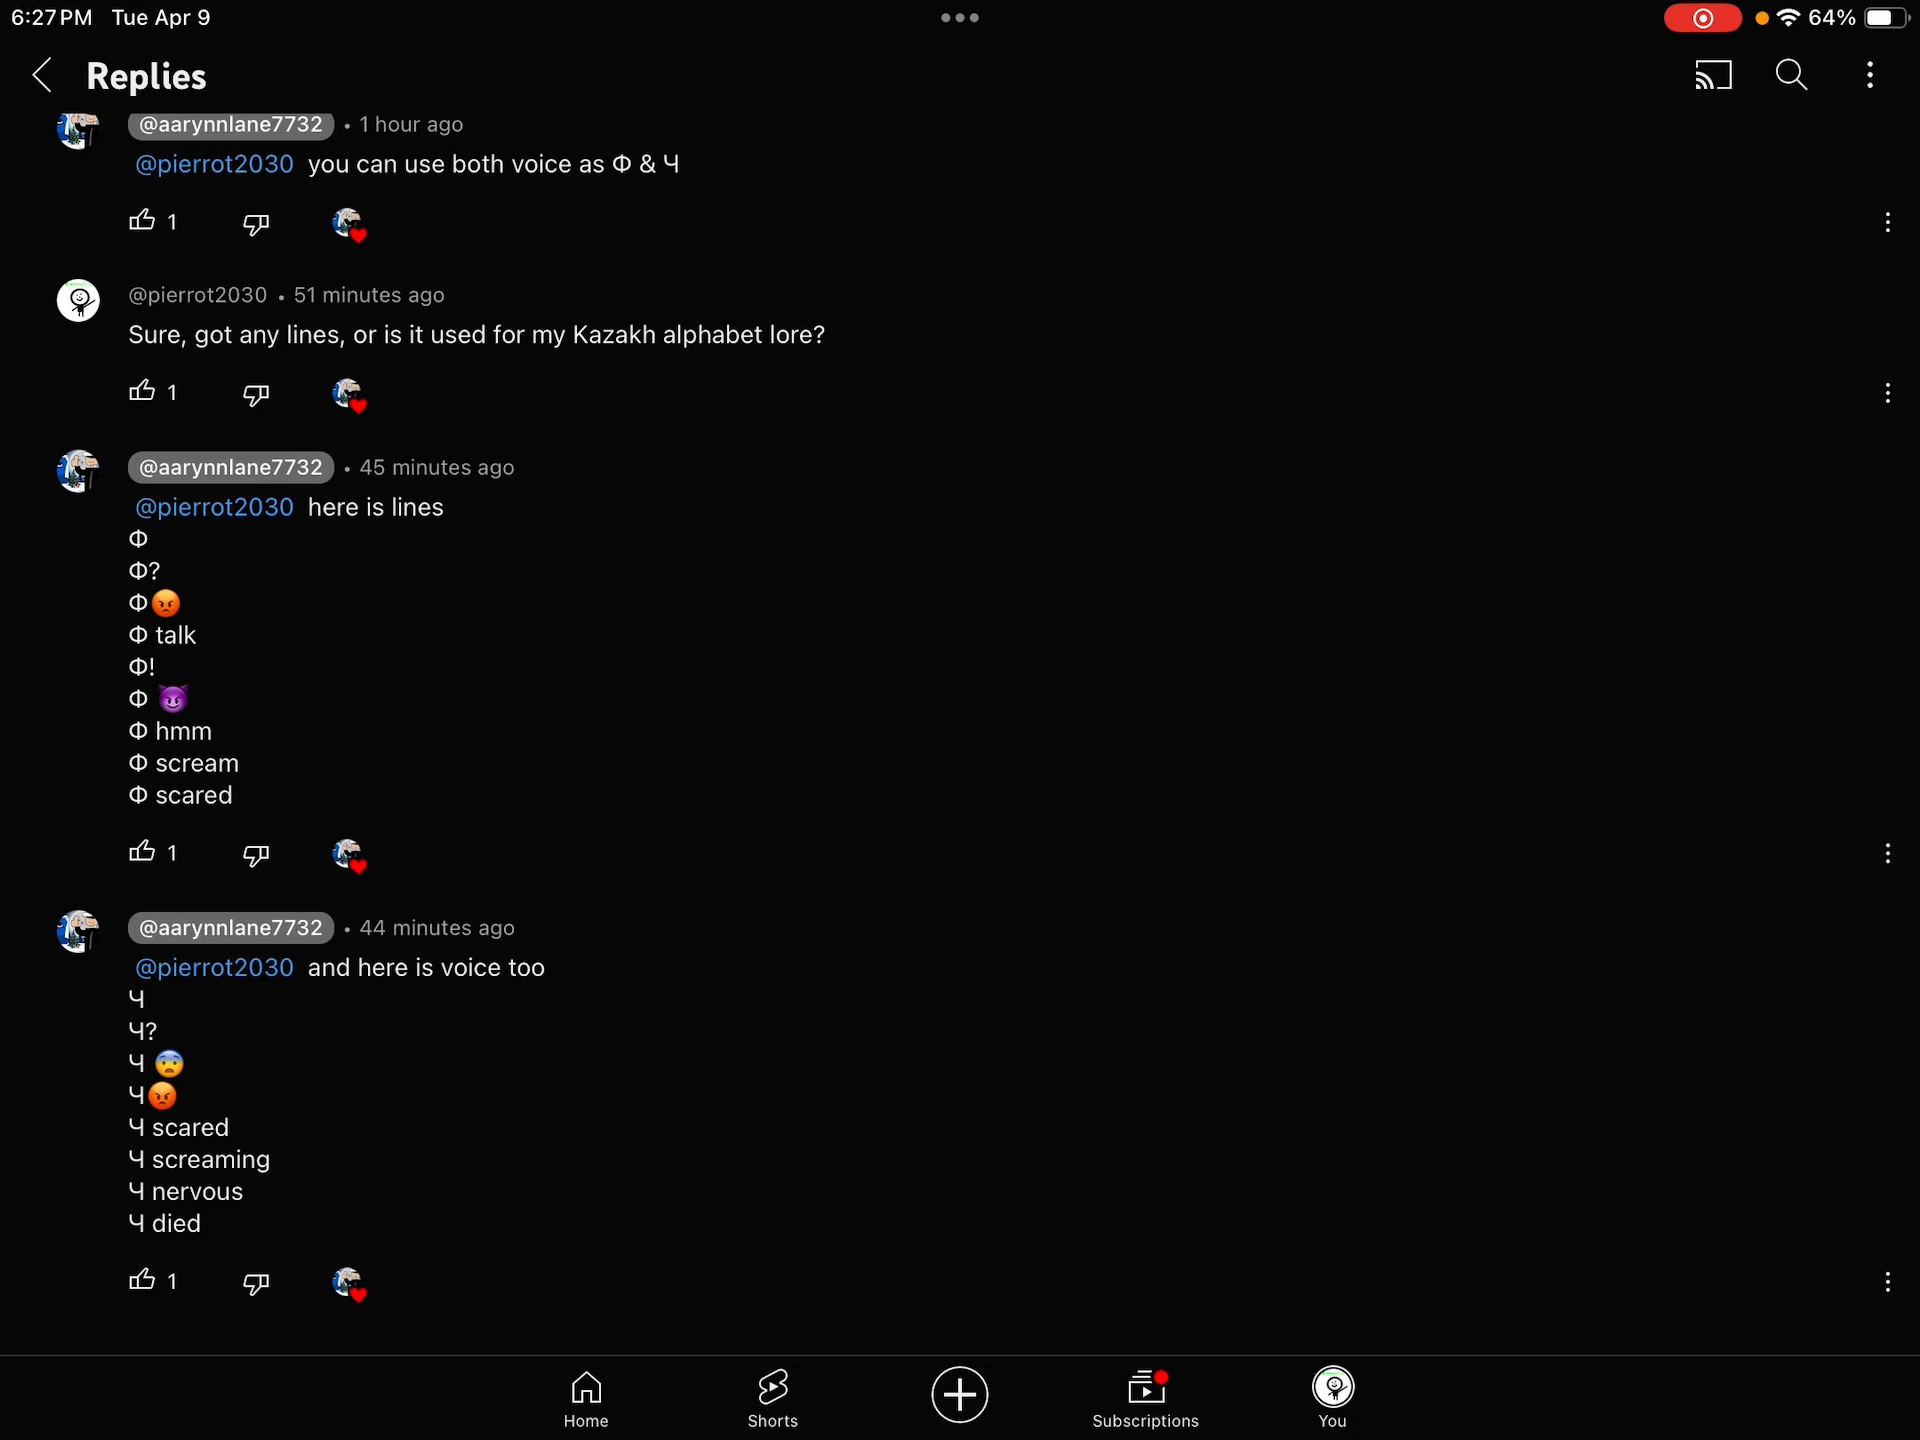 6:27 PM Tue Apr 9 64%
Replies
@aarynnlane7732 • 1 hour ago
@pierrot2030 you can use both voice as Ф & Ч
1
@pierrot2030 • 51 minutes ago
Sure, got any lines, or is it used for my Kazakh alphabet lore?
1
@aarynnlane7732 • 45 minutes ago
@pierrot2030 here is lines
Ф
Ф?
Ф😡
Ф talk
Ф!
Ф 😈
Ф hmm
Ф scream
Ф scared
1
@aarynnlane7732 • 44 minutes ago
@pierrot2030 and here is voice too
Ч
Ч?
Ч 😨
Ч😡
Ч scared
Ч screaming
Ч nervous
Ч died
1
Home Shorts Subscriptions You